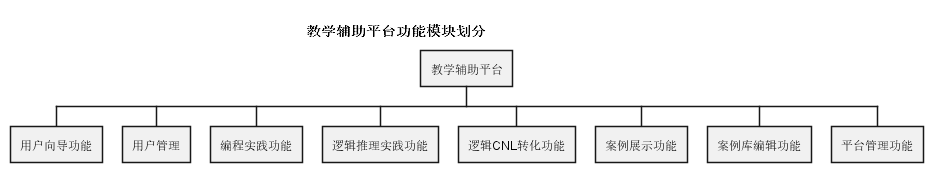 教学辅助平台功能模块划分
教学辅助平台
用户向导功能
用户管理
编程实践功能
逻辑推理实践功能
逻辑CNL转化功能
案例展示功能
案例库编辑功能
平台管理功能